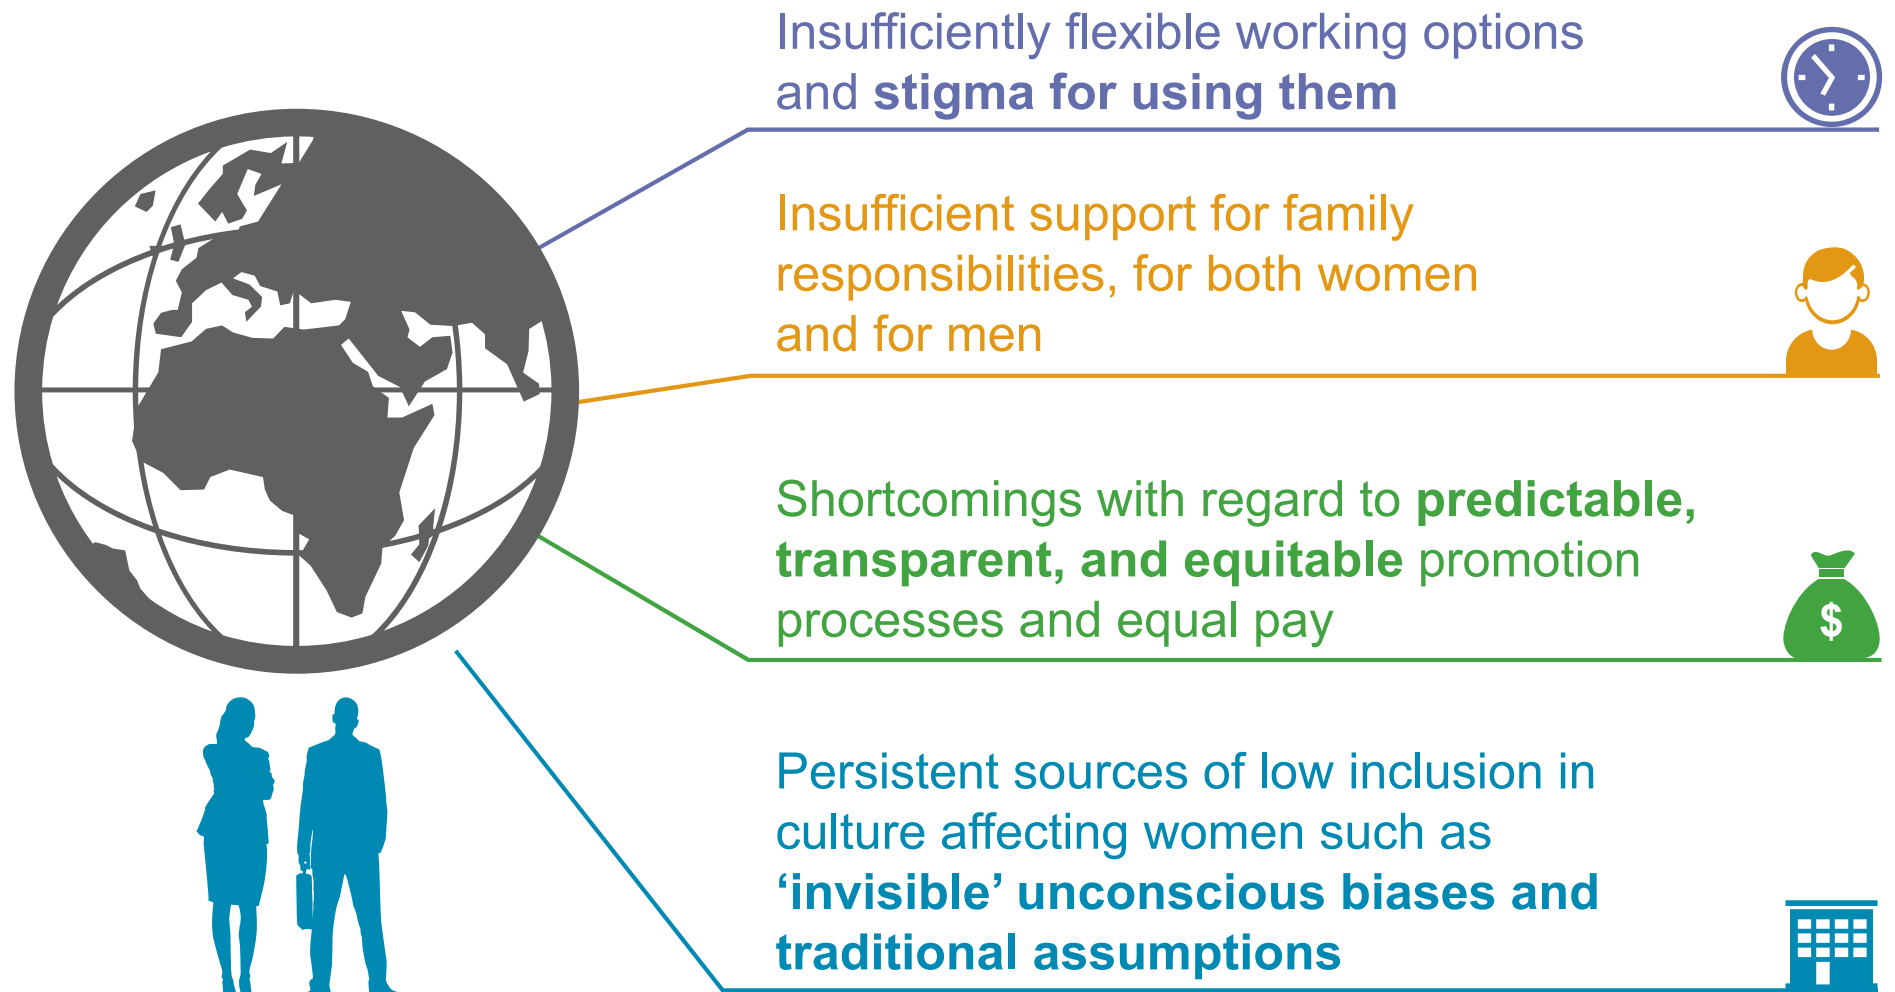 Insufficiently flexible working options
and stigma for using them
Insufficient support for family
responsibilities, for both women
and for men
Shortcomings with regard to predictable,
transparent, and equitable promotion
processes and equal pay
$
Persistent sources of low inclusion in
culture affecting women such as
‘invisible’ unconscious biases and
traditional assumptions